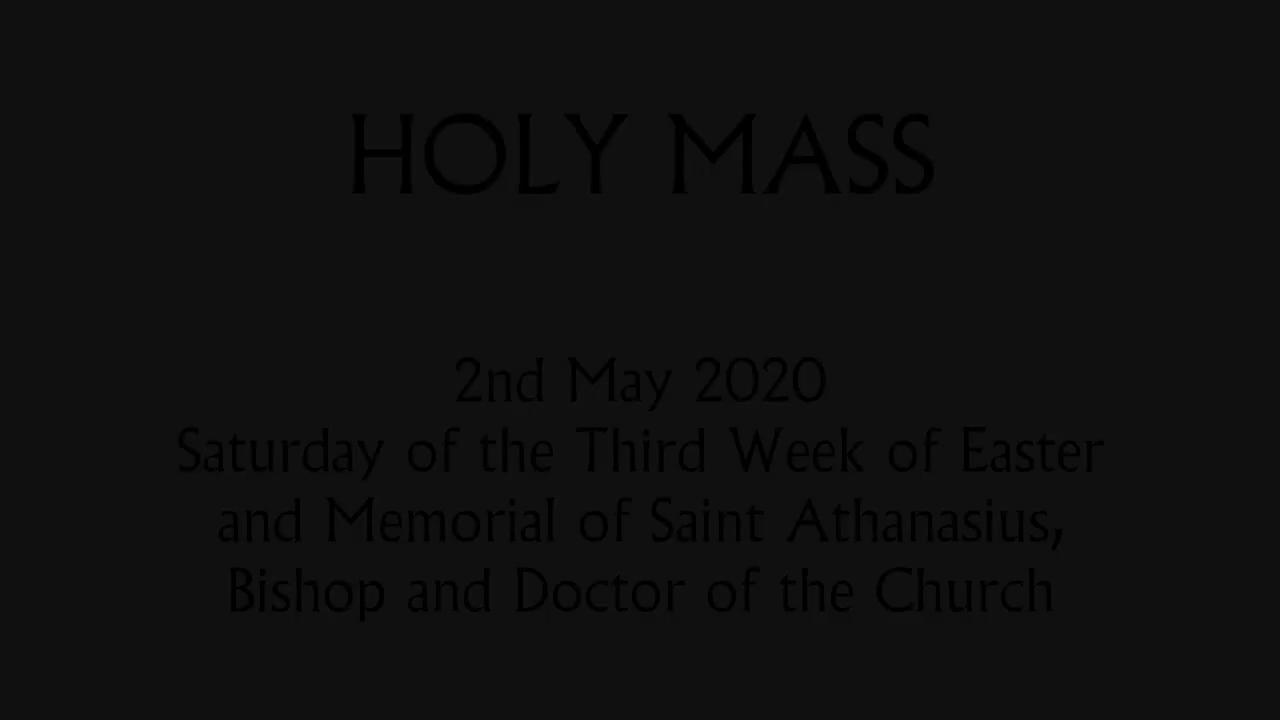 HOLY MASS
2nd May 2020
Saturday of the Third Week of Easter
and Memorial of Saint Athanasius,
Bishop and Doctor of the Church